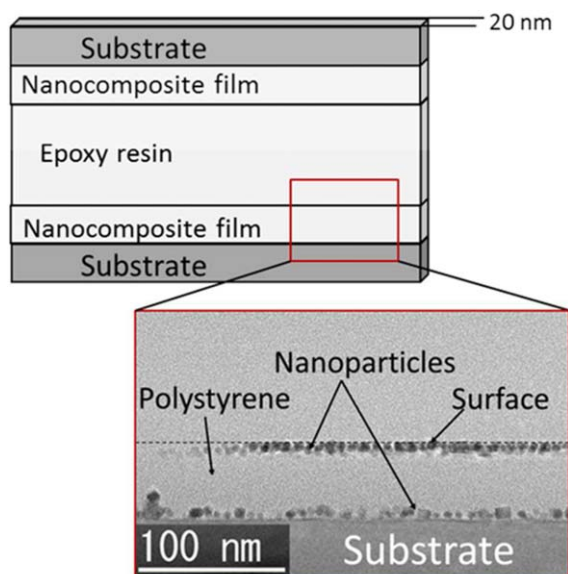 20 nm
Substrate
Nanocomposite film
Epoxy resin
Nanocomposite film
Substrate
Nanoparticles
Polystyrene
Surface
100 nm
Substrate